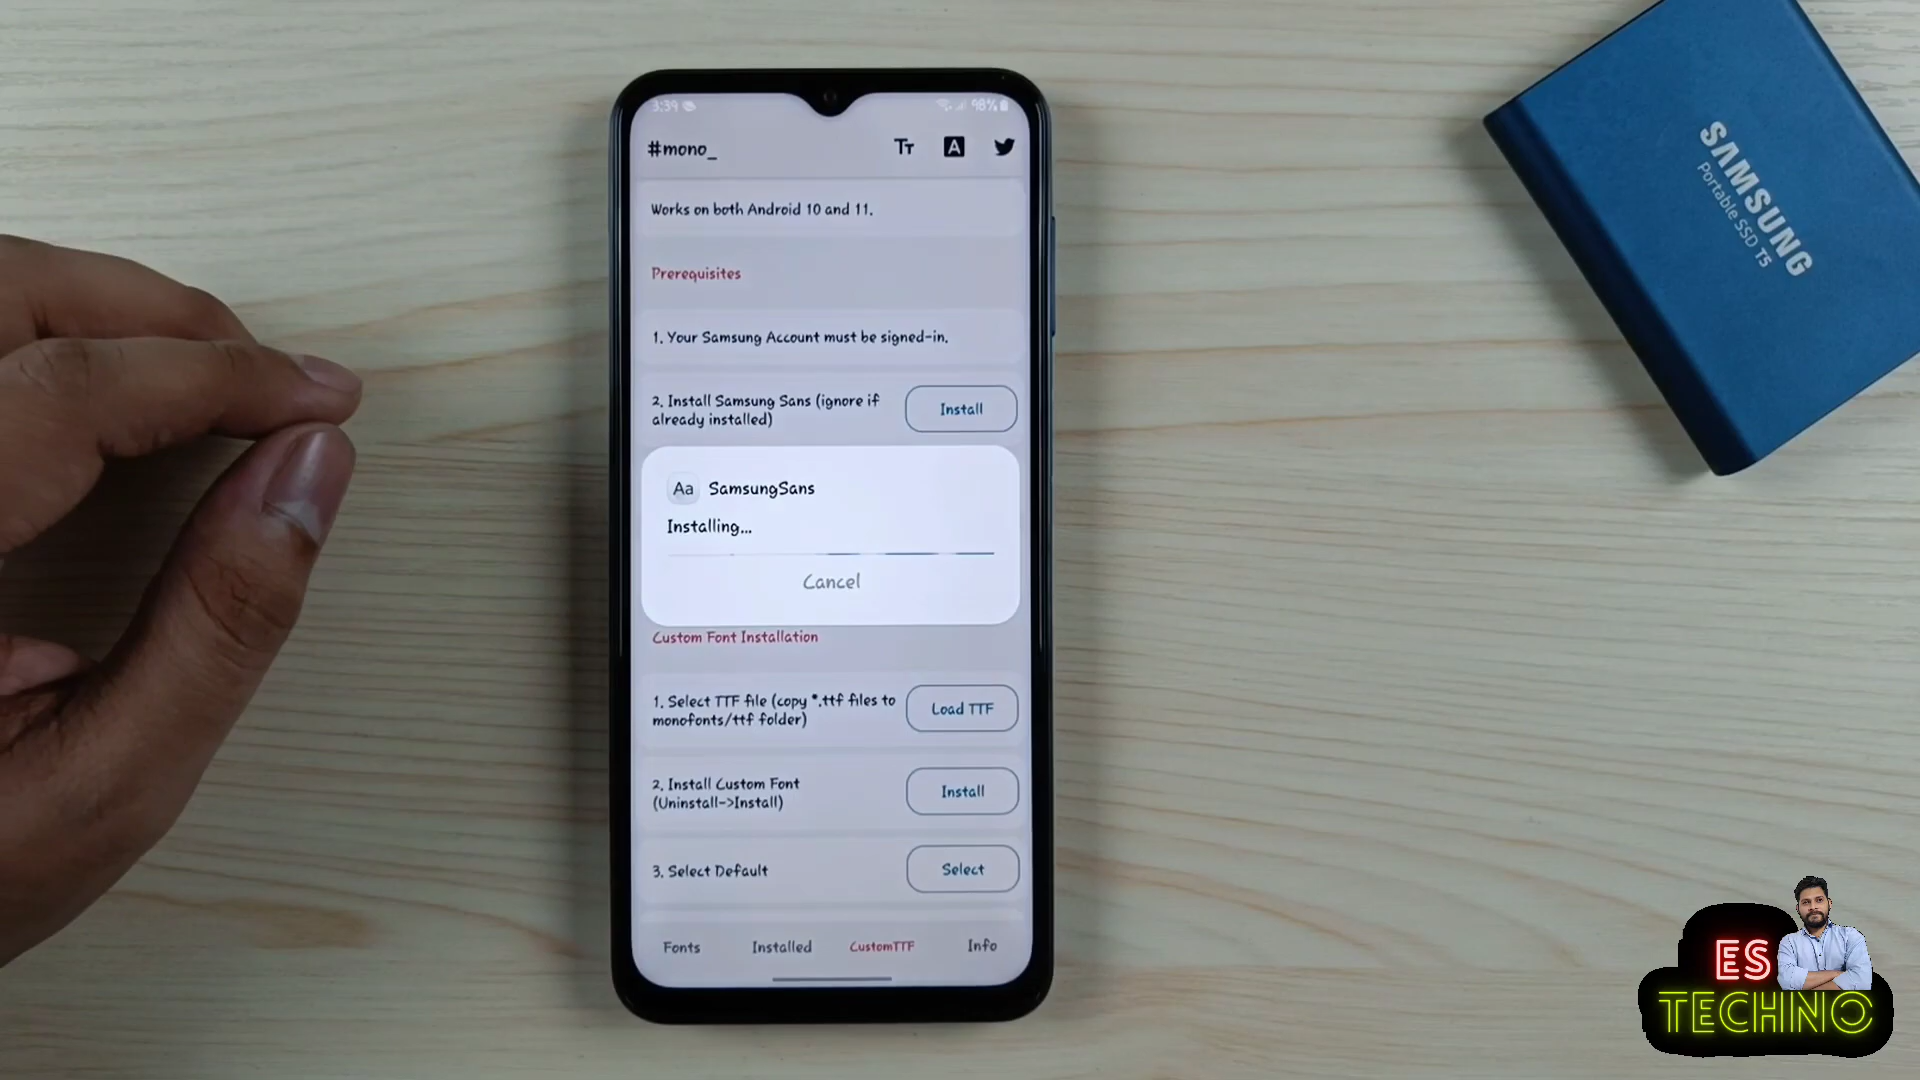 3:39
98%
#mono_
Works on both Android 10 and 11.
Prerequisites
1. Your Samsung Account must be signed-in.
2. Install Samsung Sans (ignore if
already installed)
Install
Aa SamsungSans
Installing...
Cancel
Custom Font Installation
1. Select TTF file (copy *.ttf files to
monofonts/ttf folder)
Load TTF
2. Install Custom Font
(Uninstall->Install)
Install
3. Select Default
Select
Fonts
Installed
CustomTTF
Info
SAMSUNG
Portable SSD T5
ES
TECHNO